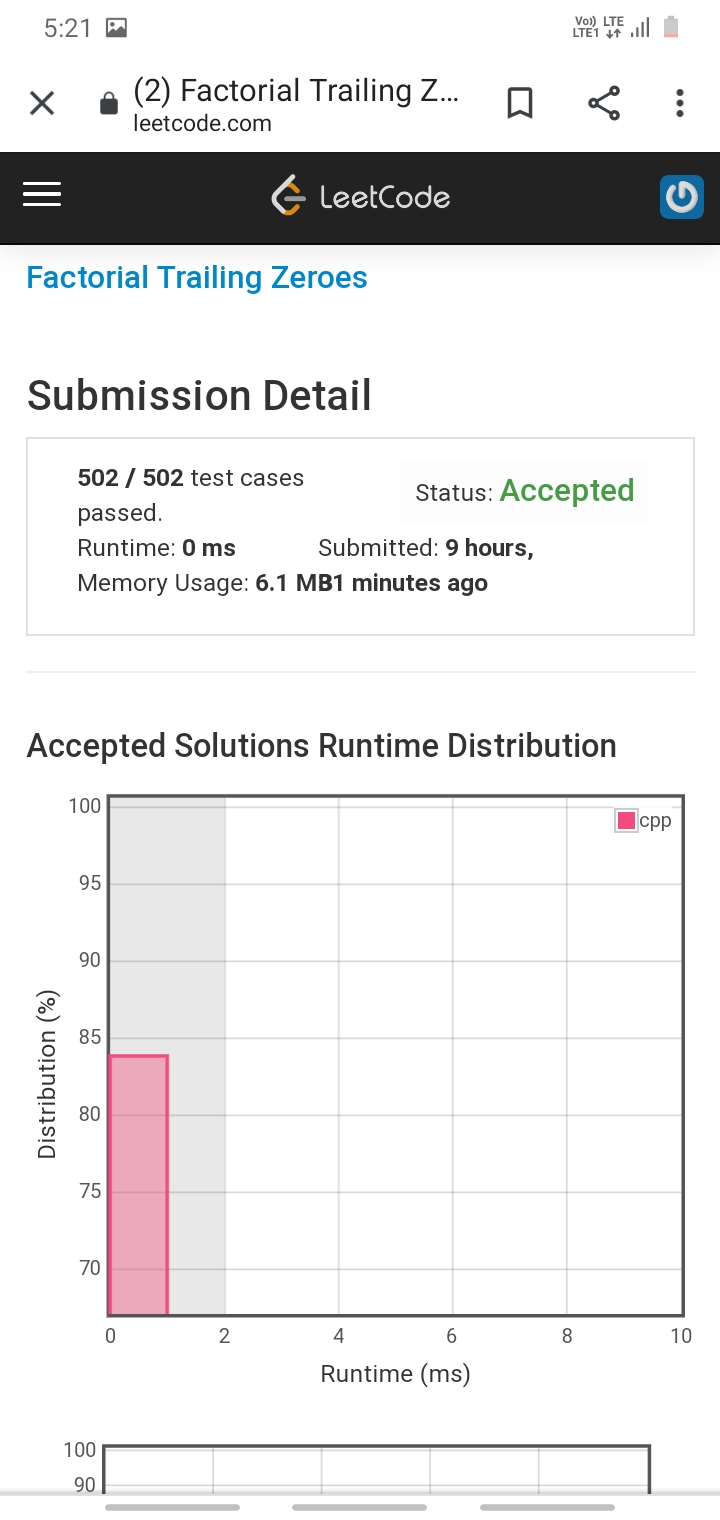 5:21
Vo)) LTE
LTE1
(2) Factorial Trailing Z...
leetcode.com
LeetCode
Factorial Trailing Zeroes
Submission Detail
502 / 502 test cases
passed.
Status: Accepted
Runtime: 0 ms
Submitted: 9 hours,
Memory Usage: 6.1 MB1 minutes ago
Accepted Solutions Runtime Distribution
100
cpp
95
90
85
80
75
70
Distribution (%)
0 2 4 6 8 10
Runtime (ms)
100
90